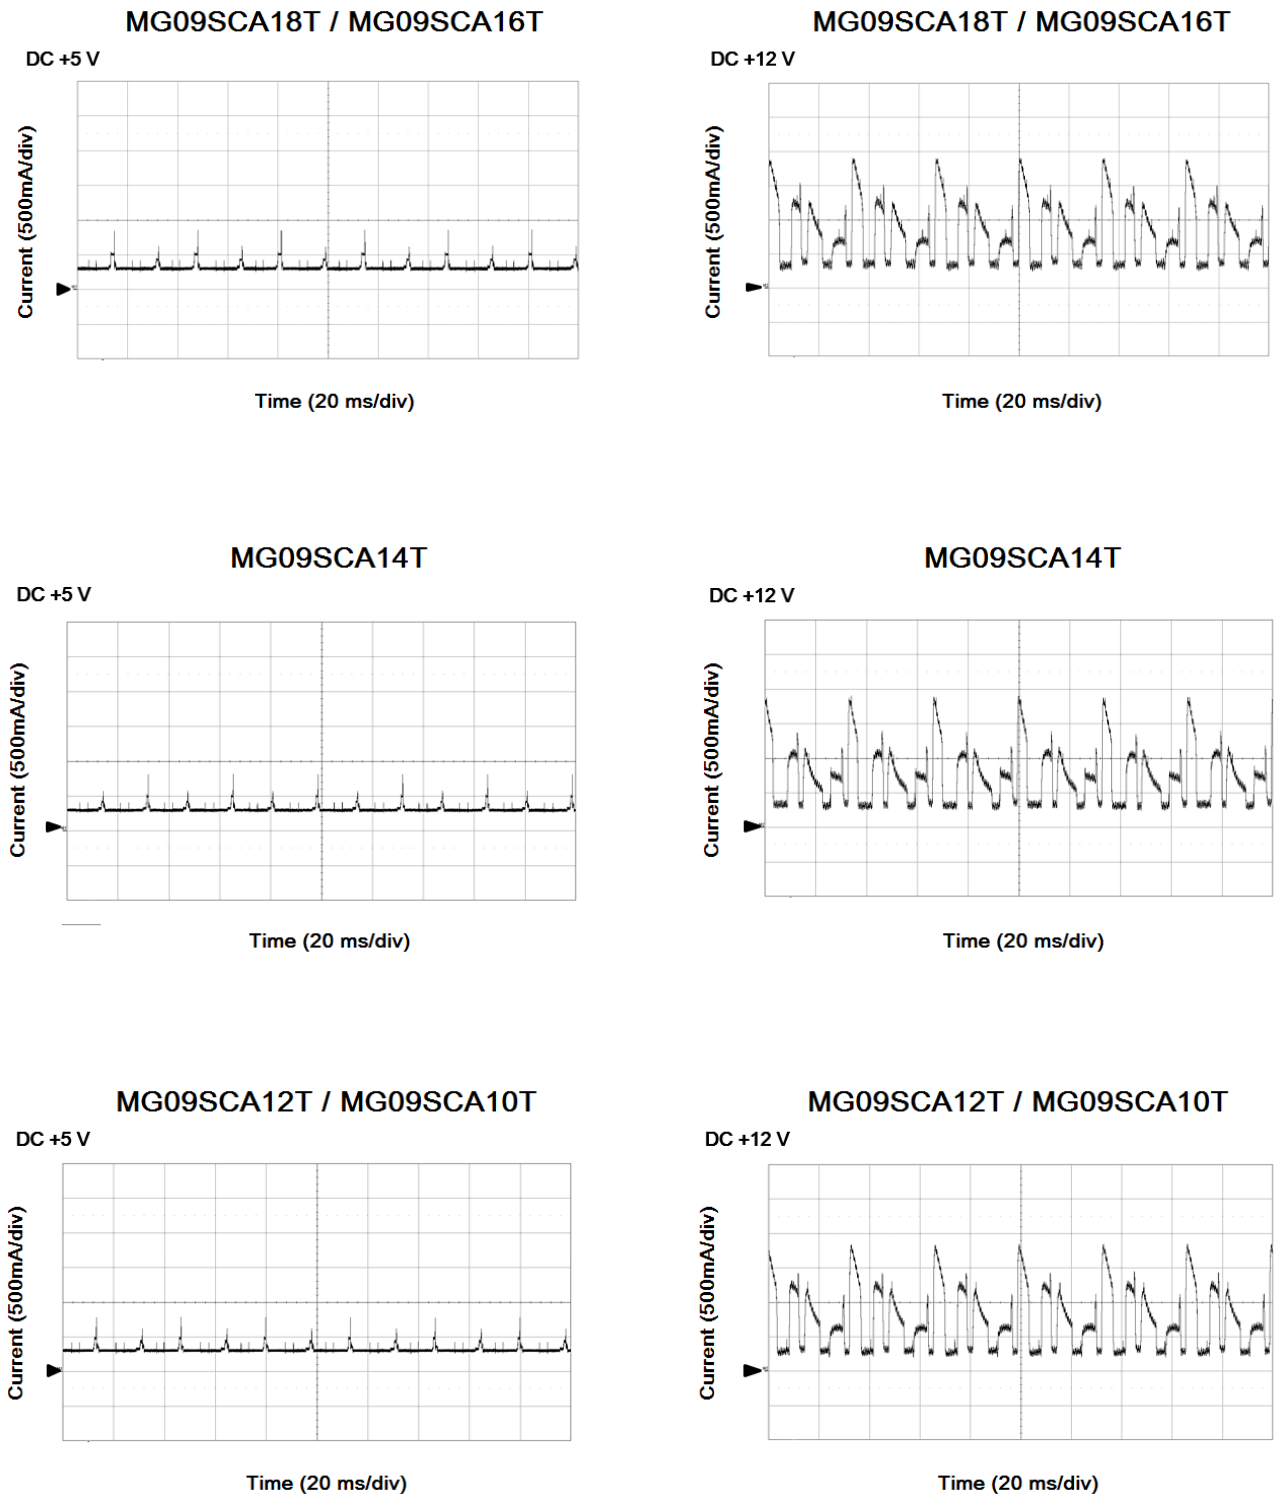 MG09SCA18T / MG09SCA16T
DC +5 V
Current (500mA/div)
Time (20 ms/div)
MG09SCA18T / MG09SCA16T
DC +12 V
Current (500mA/div)
Time (20 ms/div)
MG09SCA14T
DC +5 V
Current (500mA/div)
Time (20 ms/div)
MG09SCA14T
DC +12 V
Current (500mA/div)
Time (20 ms/div)
MG09SCA12T / MG09SCA10T
DC +5 V
Current (500mA/div)
Time (20 ms/div)
MG09SCA12T / MG09SCA10T
DC +12 V
Current (500mA/div)
Time (20 ms/div)